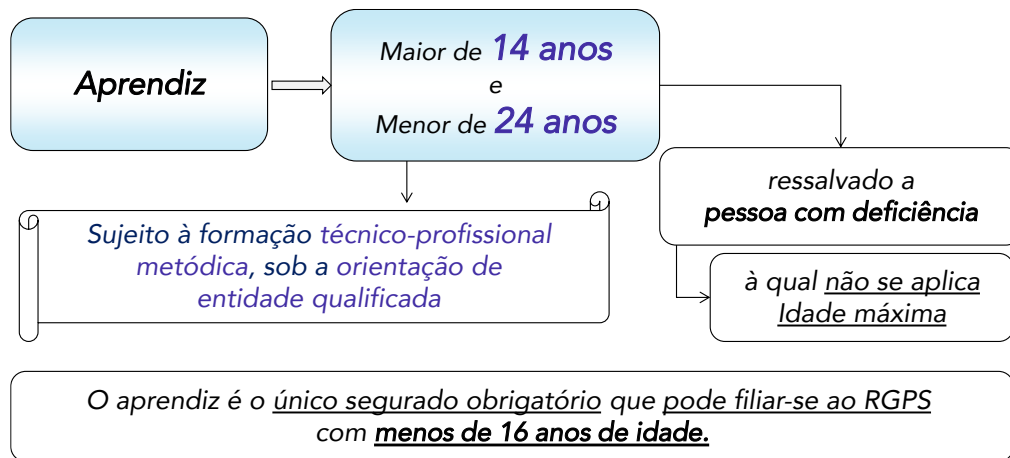 Aprendiz
Maior de 14 anos
e
Menor de 24 anos
ressalvado a
pessoa com deficiência
Sujeito à formação técnico-profissional
metódica, sob a orientação de
entidade qualificada
à qual não se aplica
Idade máxima
O aprendiz é o único segurado obrigatório que pode filiar-se ao RGPS
com menos de 16 anos de idade.